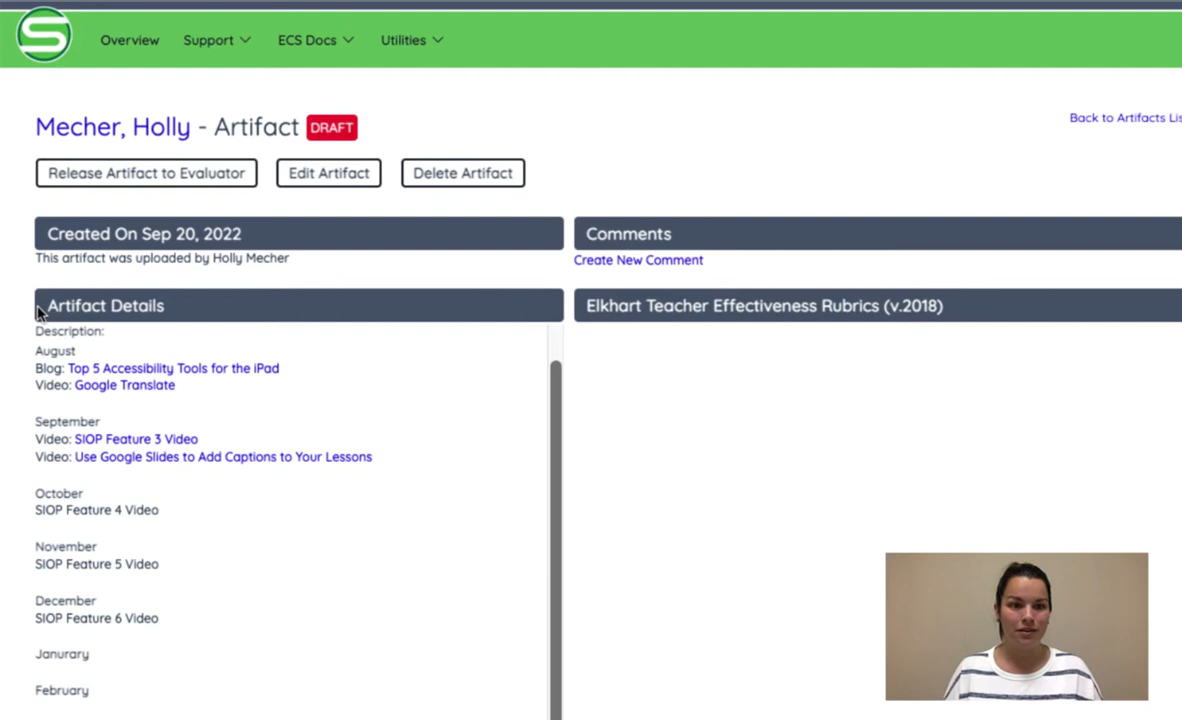 S
Overview Support ECS Docs Utilities
Mecher, Holly - Artifact DRAFT
Back to Artifacts Lis
Release Artifact to Evaluator Edit Artifact Delete Artifact
Created On Sep 20, 2022
This artifact was uploaded by Holly Mecher
Comments
Create New Comment
Artifact Details
Description:
August
Blog: Top 5 Accessibility Tools for the iPad
Video: Google Translate
September
Video: SIOP Feature 3 Video
Video: Use Google Slides to Add Captions to Your Lessons
October
SIOP Feature 4 Video
November
SIOP Feature 5 Video
December
SIOP Feature 6 Video
Janurary
February
Elkhart Teacher Effectiveness Rubrics (v.2018)